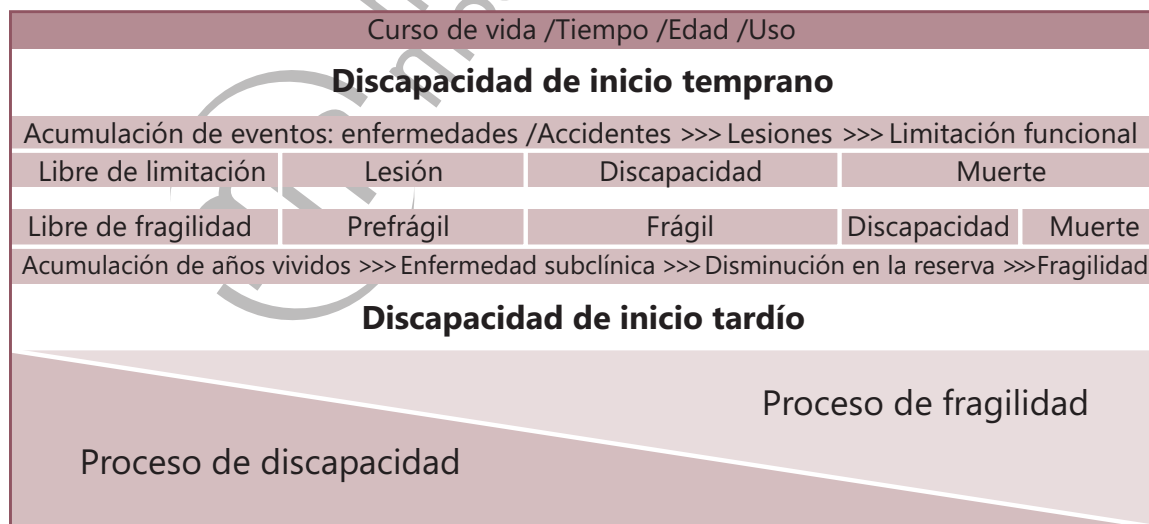 Curso de vida /Tiempo /Edad /Uso
Discapacidad de inicio temprano
Acumulación de eventos: enfermedades /Accidentes >>> Lesiones >>> Limitación funcional
Libre de limitación Lesión Discapacidad Muerte
Libre de fragilidad Prefrágil Frágil Discapacidad Muerte
Acumulación de años vividos >>> Enfermedad subclínica >>> Disminución en la reserva >>>Fragilidad
Discapacidad de inicio tardío
Proceso de fragilidad
Proceso de discapacidad